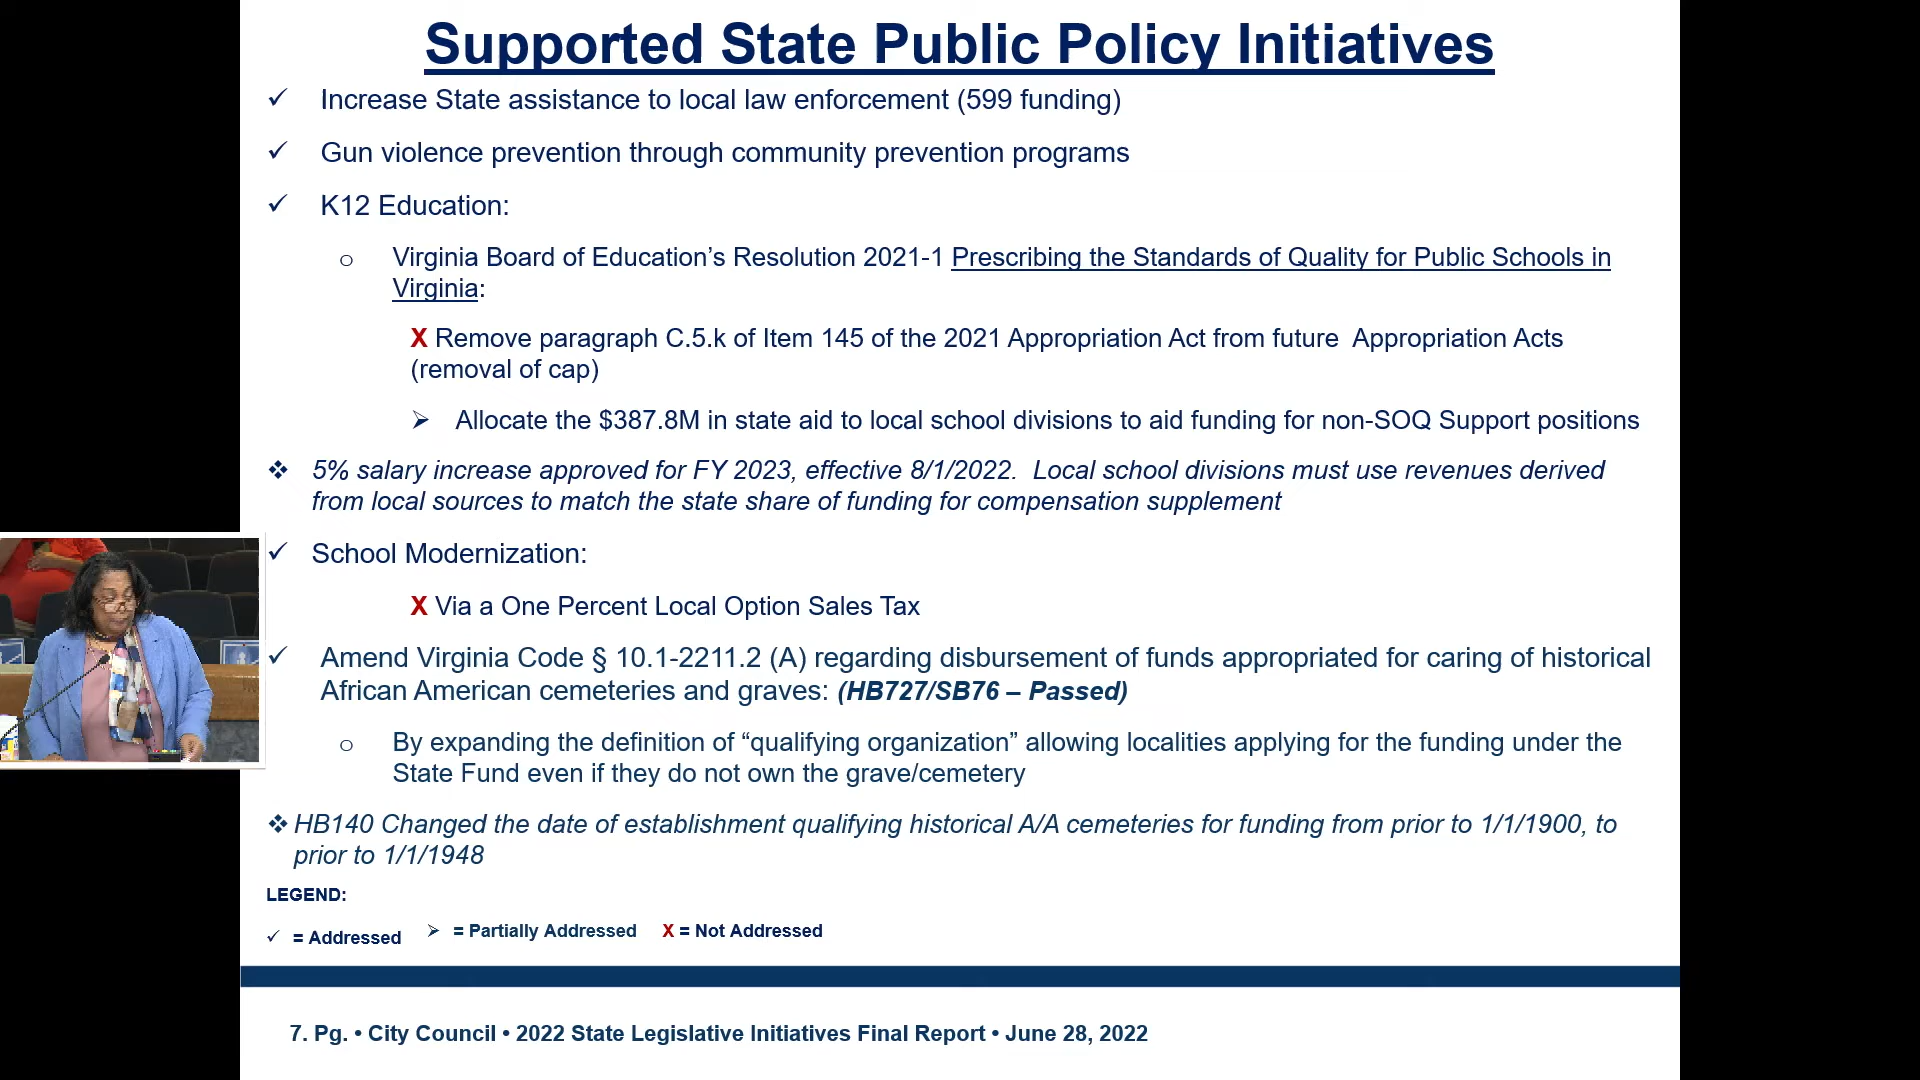 Supported State Public Policy Initiatives
✓ Increase State assistance to local law enforcement (599 funding)
✓ Gun violence prevention through community prevention programs
✓ K12 Education:
o Virginia Board of Education’s Resolution 2021-1 Prescribing the Standards of Quality for Public Schools in
Virginia:
X Remove paragraph C.5.k of Item 145 of the 2021 Appropriation Act from future  Appropriation Acts
(removal of cap)
➢ Allocate the $387.8M in state aid to local school divisions to aid funding for non-SOQ Support positions
❖ 5% salary increase approved for FY 2023, effective 8/1/2022.  Local school divisions must use revenues derived
from local sources to match the state share of funding for compensation supplement
✓ School Modernization:
X Via a One Percent Local Option Sales Tax
✓ Amend Virginia Code § 10.1-2211.2 (A) regarding disbursement of funds appropriated for caring of historical
African American cemeteries and graves: (HB727/SB76 – Passed)
o By expanding the definition of “qualifying organization” allowing localities applying for the funding under the
State Fund even if they do not own the grave/cemetery
❖ HB140 Changed the date of establishment qualifying historical A/A cemeteries for funding from prior to 1/1/1900, to
prior to 1/1/1948
LEGEND:
✓ = Addressed ➢ = Partially Addressed X = Not Addressed
7. Pg. • City Council • 2022 State Legislative Initiatives Final Report • June 28, 2022